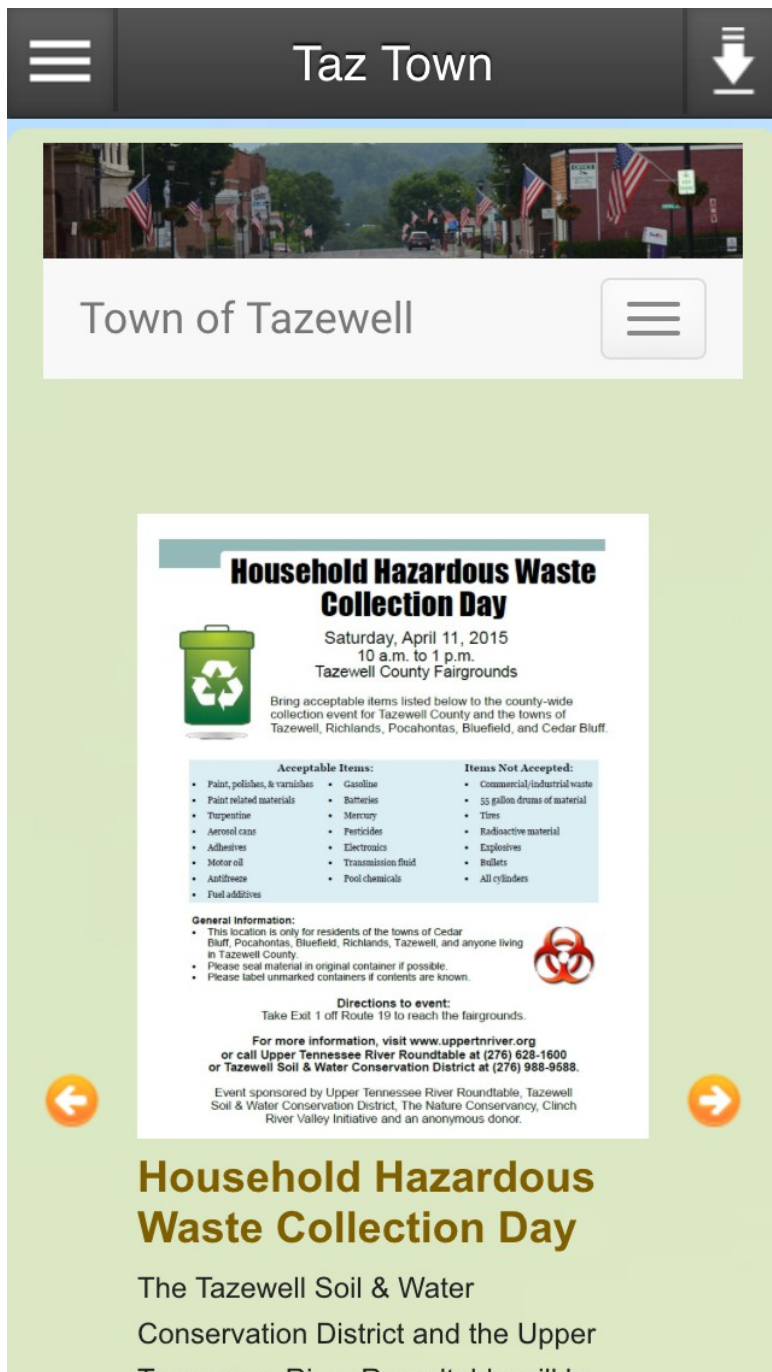 Taz Town
Town of Tazewell
Household Hazardous Waste
Collection Day
Saturday, April 11, 2015
10 a.m. to 1 p.m.
Tazewell County Fairgrounds
Bring acceptable items listed below to the county-wide
collection event for Tazewell County and the towns of
Tazewell, Richlands, Pocahontas, Bluefield, and Cedar Bluff.
Acceptable Items:
• Paint, polishes, & varnishes
• Paint related materials
• Turpentine
• Aerosol cans
• Adhesives
• Motor oil
• Antifreeze
• Fuel additives
• Gasoline
• Batteries
• Mercury
• Pesticides
• Electronics
• Transmission fluid
• Pool chemicals
Items Not Accepted:
• Commercial/industrial waste
• 55 gallon drums of material
• Tires
• Radioactive material
• Explosives
• Bullets
• All cylinders
General Information:
• This location is only for residents of the towns of Cedar
Bluff, Pocahontas, Bluefield, Richlands, Tazewell, and anyone living
in Tazewell County.
• Please seal material in original container if possible.
• Please label unmarked containers if contents are known.
Directions to event:
Take Exit 1 off Route 19 to reach the fairgrounds.
For more information, visit www.uppertnriver.org
or call Upper Tennessee River Roundtable at (276) 628-1600
or Tazewell Soil & Water Conservation District at (276) 988-9588.
Event sponsored by Upper Tennessee River Roundtable, Tazewell
Soil & Water Conservation District, The Nature Conservancy, Clinch
River Valley Initiative and an anonymous donor.
Household Hazardous
Waste Collection Day
The Tazewell Soil & Water
Conservation District and the Upper